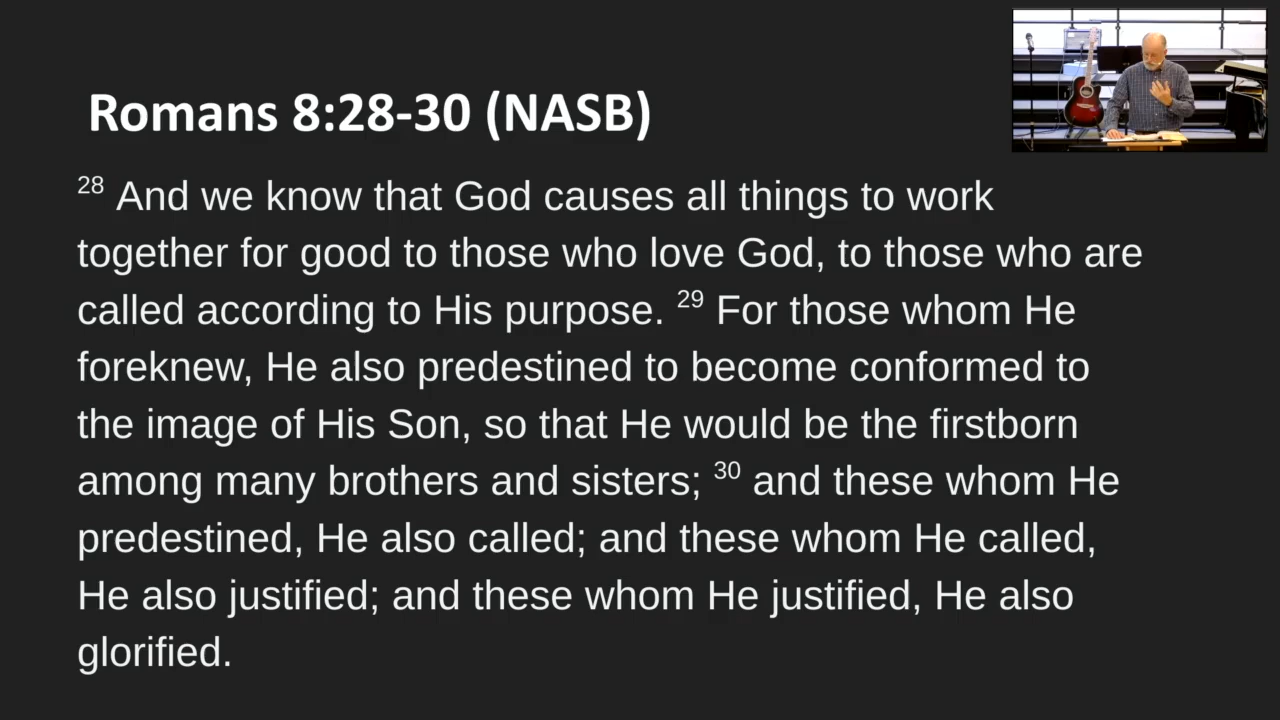 Romans 8:28-30 (NASB)
28 And we know that God causes all things to work
together for good to those who love God, to those who are
called according to His purpose. 29 For those whom He
foreknew, He also predestined to become conformed to
the image of His Son, so that He would be the firstborn
among many brothers and sisters; 30 and these whom He
predestined, He also called; and these whom He called,
He also justified; and these whom He justified, He also
glorified.